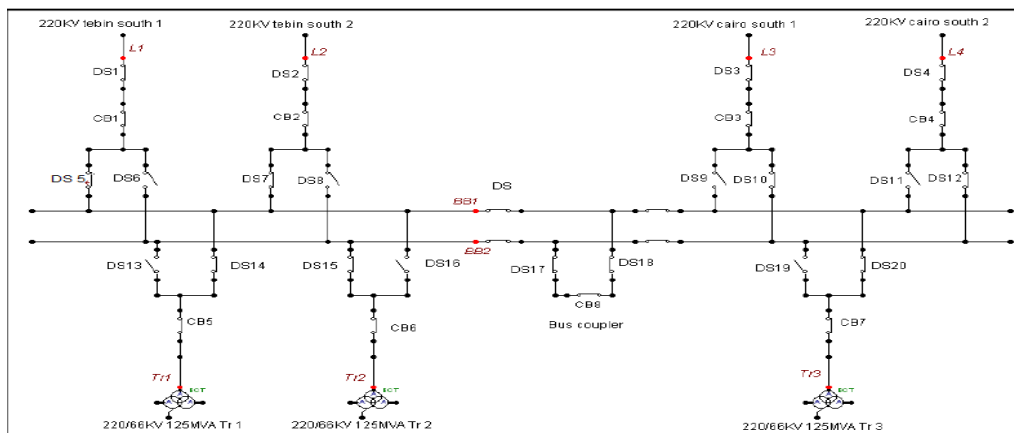 220KV tebin south 1 220KV tebin south 2 220KV cairo south 1 220KV cairo south 2
L1 L2 L3 L4
DS1 DS2 DS3 DS4
CB1 CB2 CB3 CB4
DS 5 DS6 DS7 DS8 DS DS9 DS10 DS11 DS12
BB1
BB2
DS13 DS14 DS15 DS16 DS17 DS18 DS19 DS20
CB8
CB5 CB6 Bus coupler CB7
Tr1 Tr2 Tr3
ECT ECT ECT
220/66KV 125MVA Tr 1 220/66KV 125MVA Tr 2 220/66KV 125MVA Tr 3